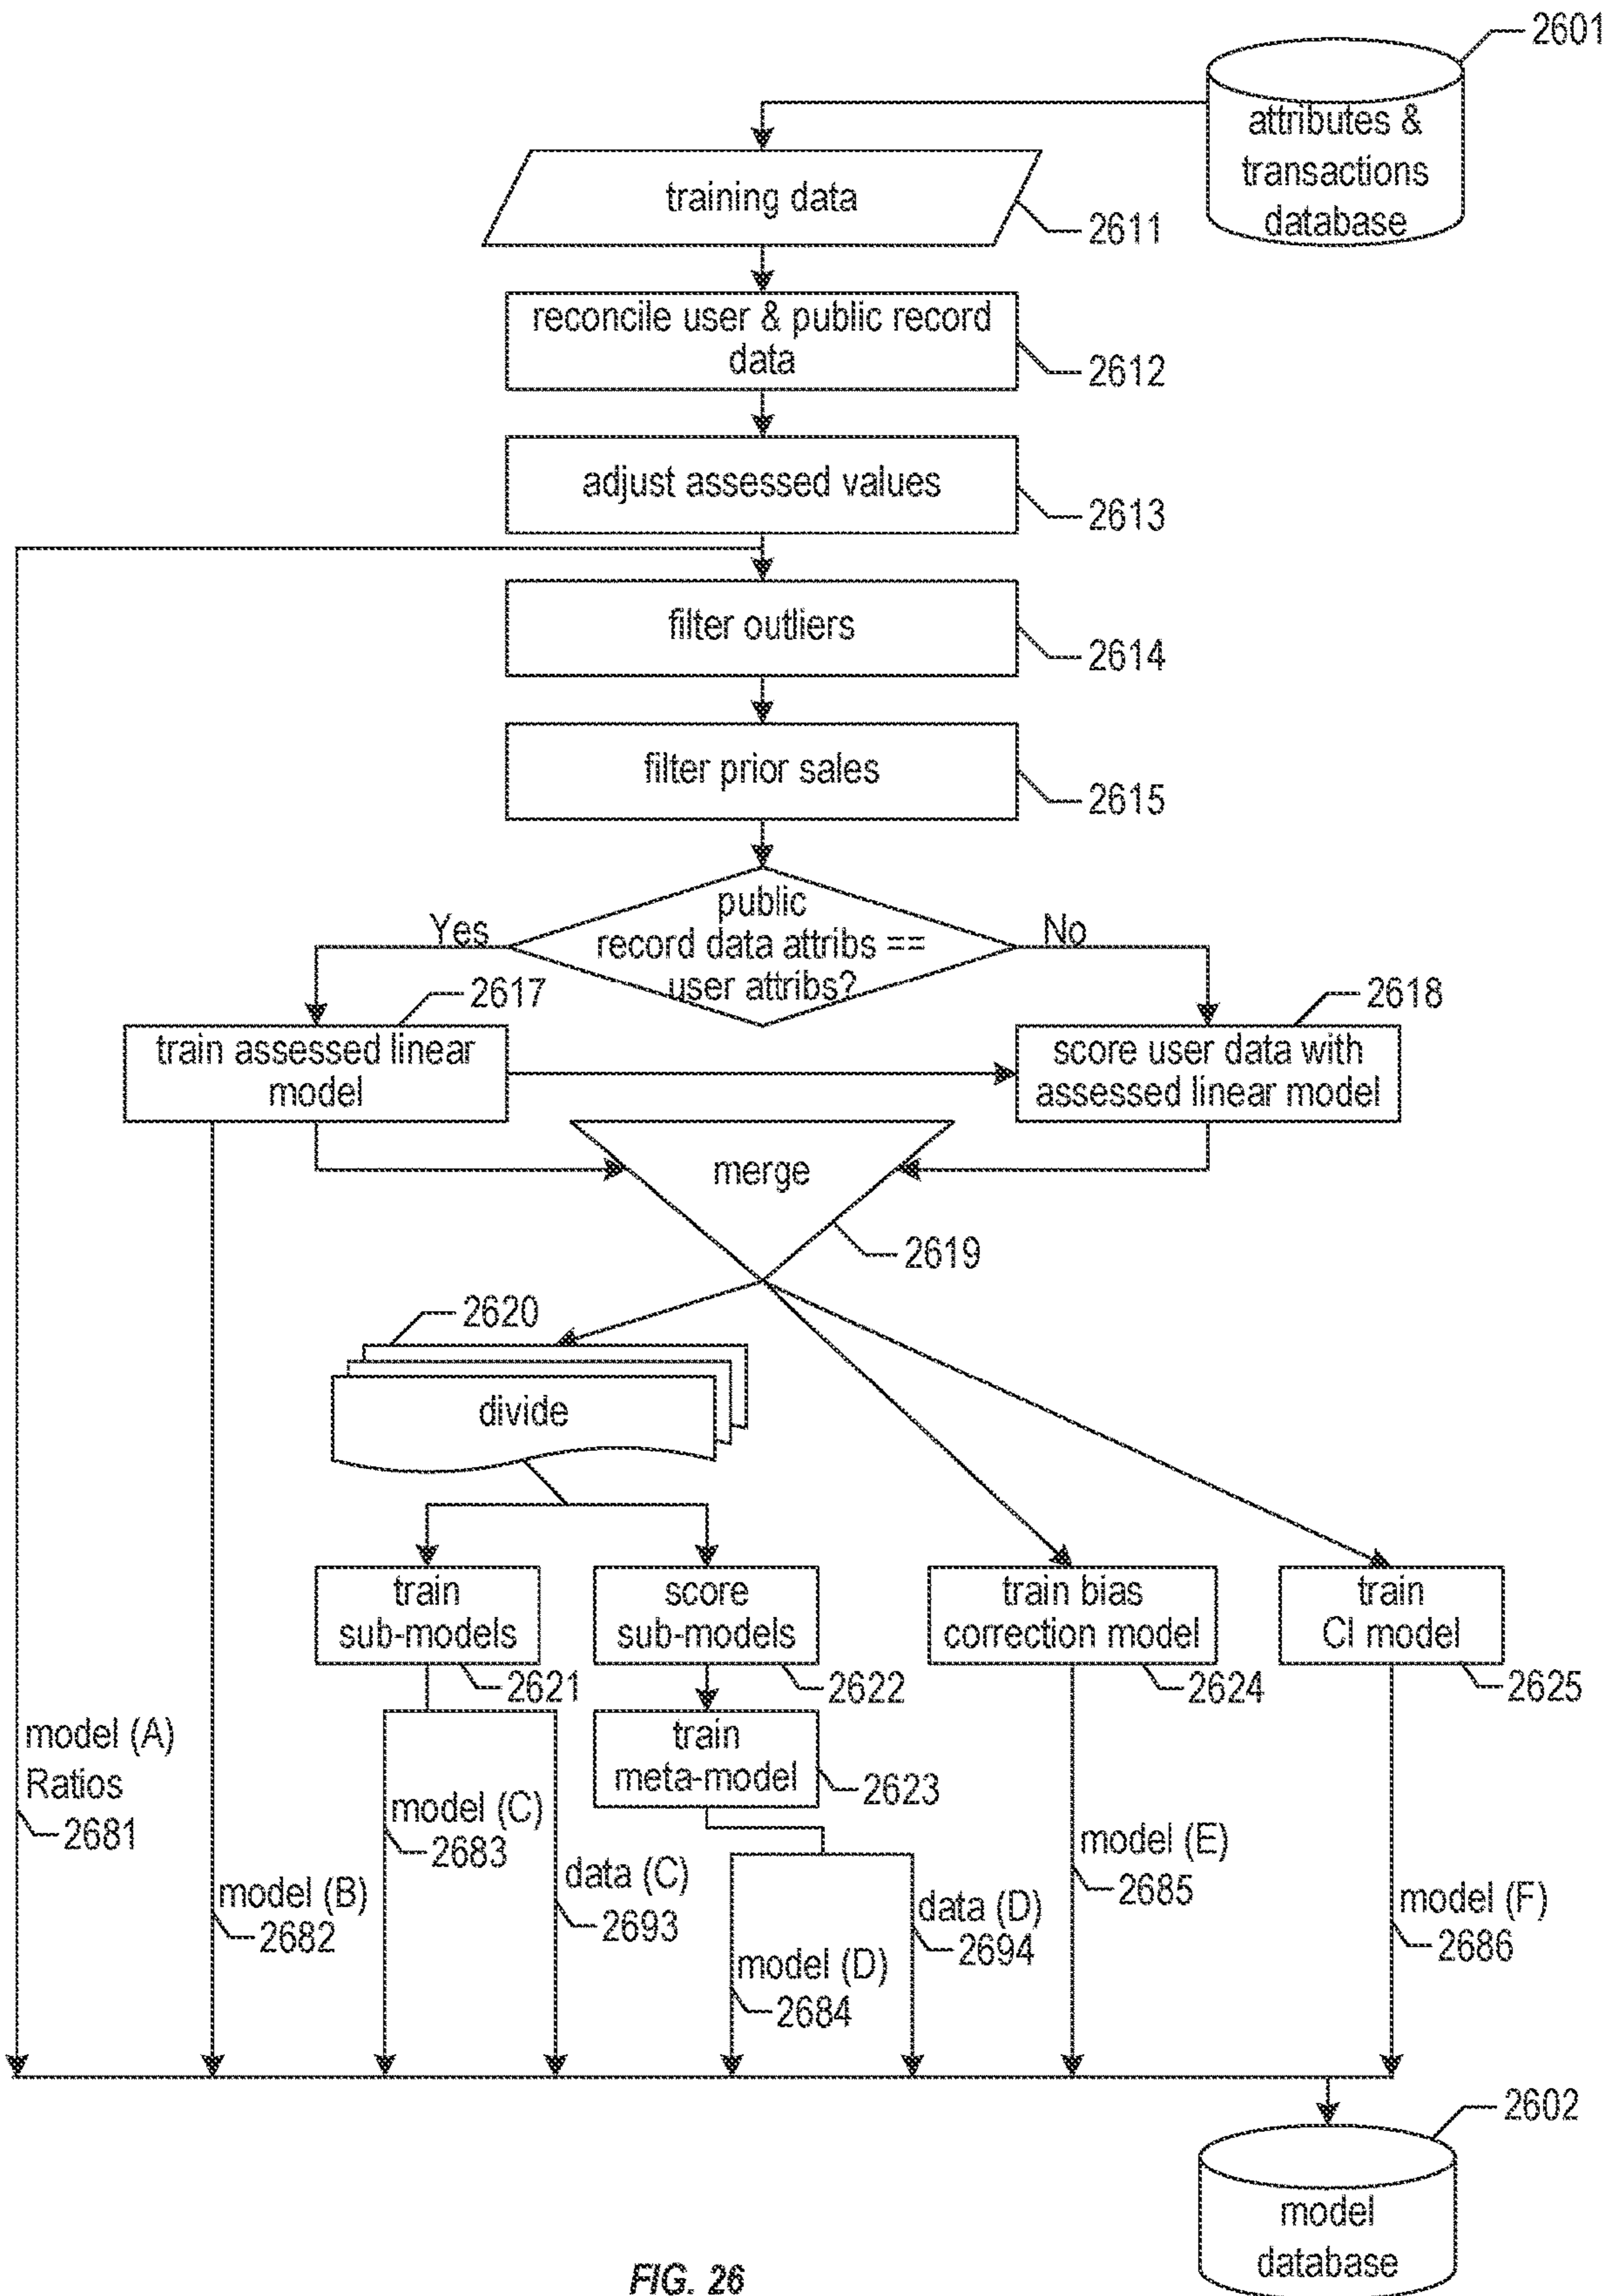 2601
attributes &
transactions
database
training data
2611
reconcile user & public record
data
2612
adjust assessed values
2613
filter outliers
2614
filter prior sales
2615
public
record data attribs ==
user attribs?
Yes
No
2617
2618
train assessed linear
model
score user data with
assessed linear model
merge
2619
2620
divide
train
sub-models
2621
score
sub-models
2622
train bias
correction model
2624
train
CI model
2625
train
meta-model
2623
model (A)
Ratios
2681
model (B)
2682
model (C)
2683
data (C)
2693
model (D)
2684
data (D)
2694
model (E)
2685
model (F)
2686
2602
model
database
FIG. 26